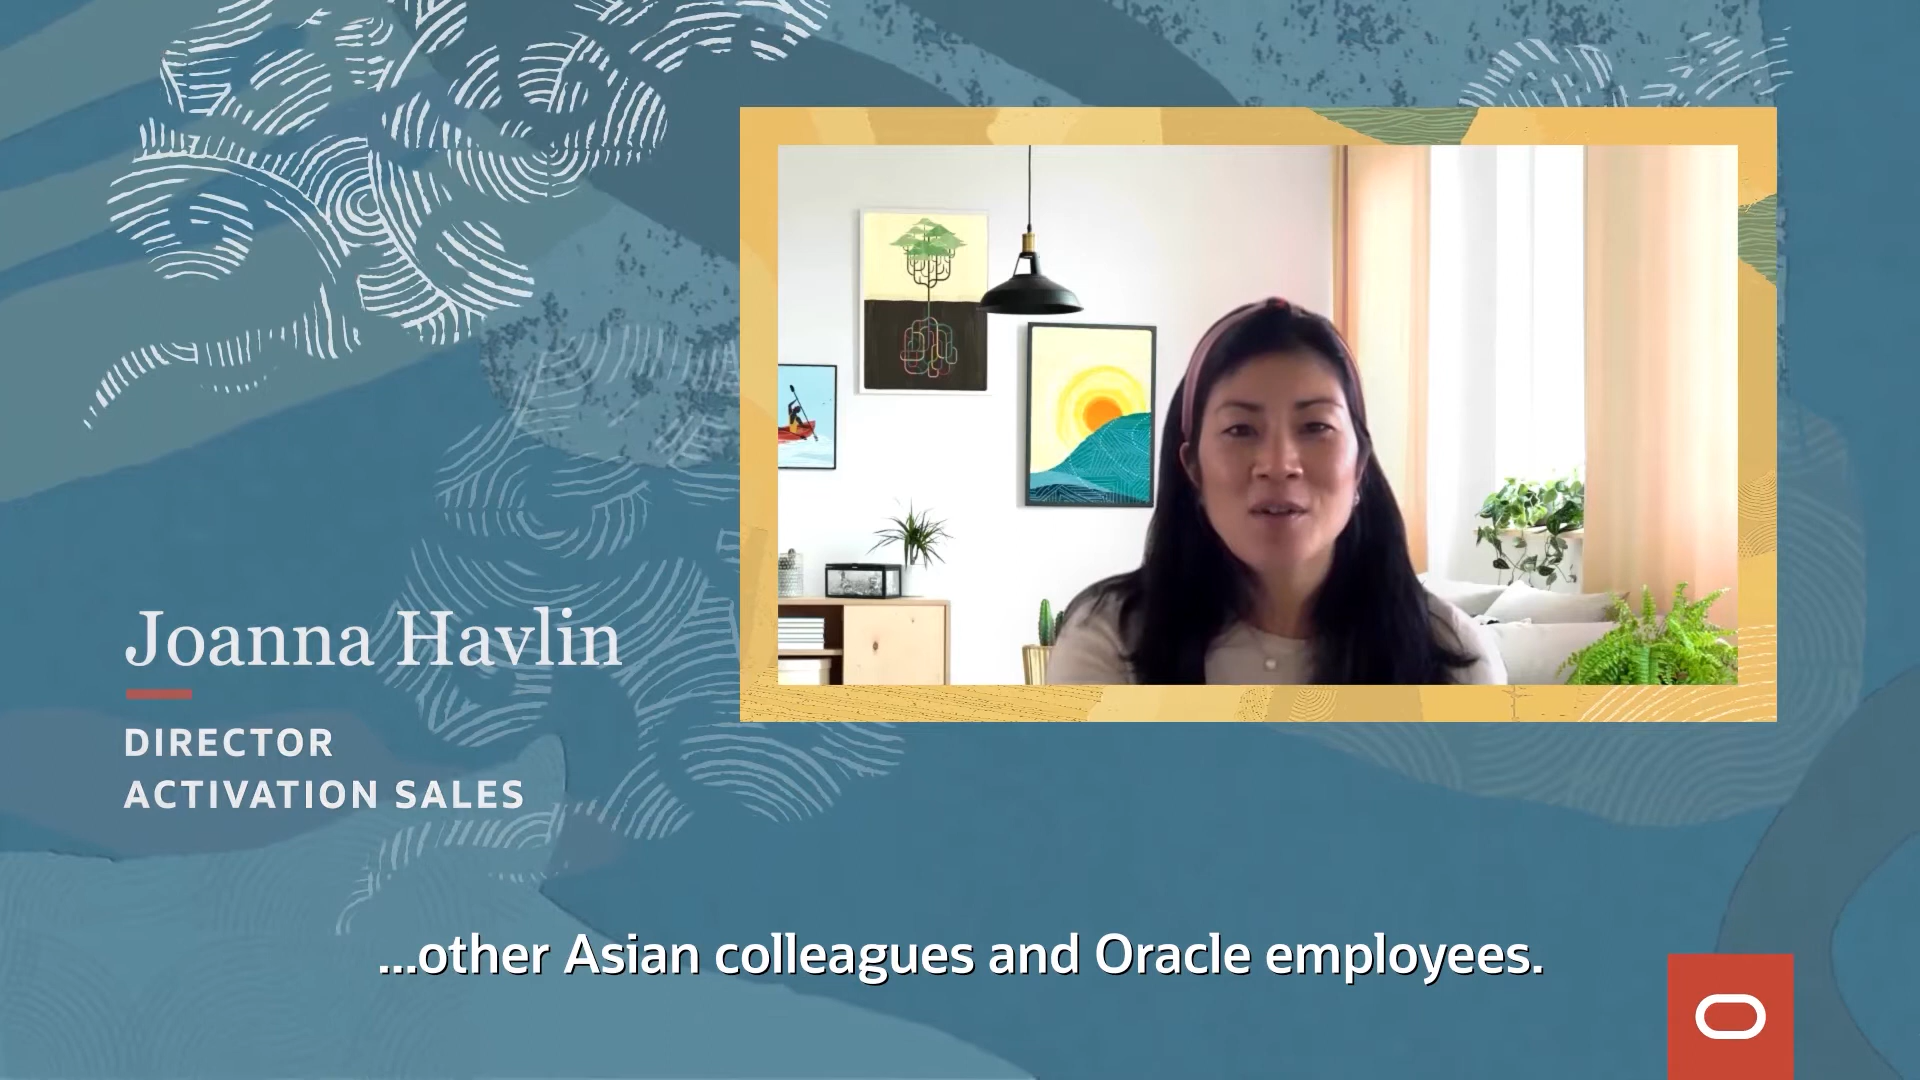 Joanna Havlin
DIRECTOR
ACTIVATION SALES
...other Asian colleagues and Oracle employees.